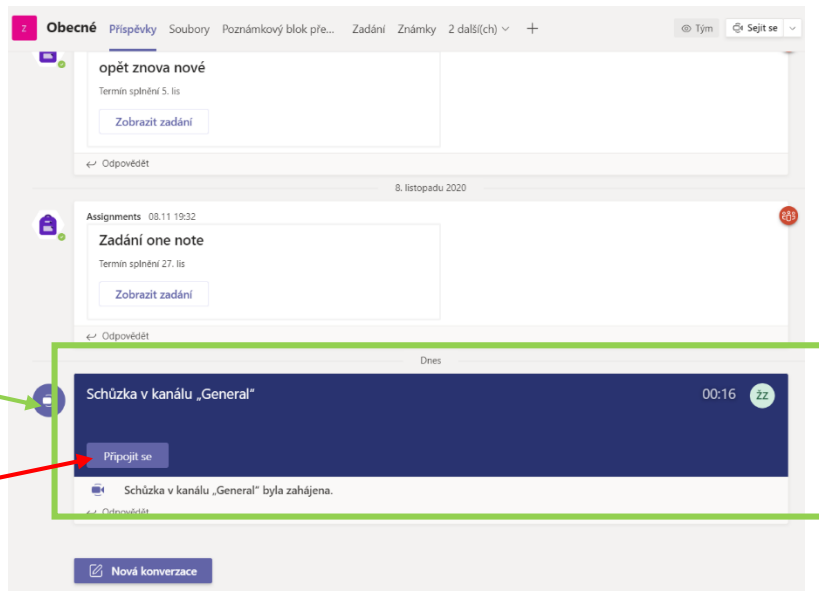 Z Obecné Příspěvky Soubory Poznámkový blok pře... Zadání Známky 2 další(ch) Tým Sejít se
opět znova nové
Termín splnění 5. lis
Zobrazit zadání
Odpovědět
8. listopadu 2020
Assignments 08.11 19:32
Zadání one note
Termín splnění 27. lis
Zobrazit zadání
Odpovědět
Dnes
Schůzka v kanálu „General“ 00:16 ŽZ
Připojit se
Schůzka v kanálu „General“ byla zahájena.
Odpovědět
Nová konverzace